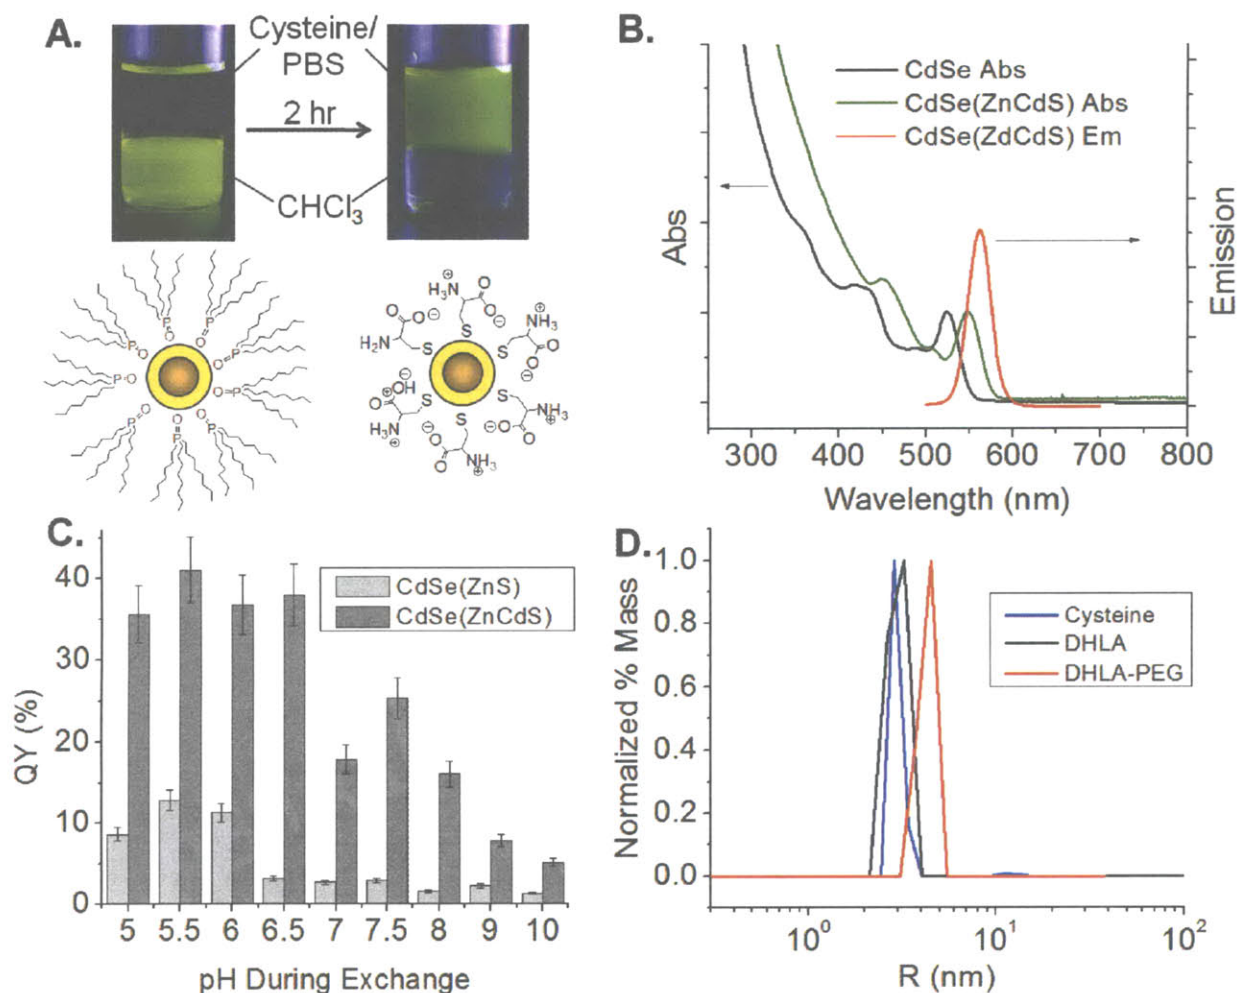 A.
Cysteine/
PBS
2 hr
CHCl3
B.
CdSe Abs
CdSe(ZnCdS) Abs
CdSe(ZdCdS) Em
Abs
Emission
300 400 500 600 700 800
Wavelength (nm)
P O
O P
O=P
H3N
NH3
O
O
S
H2N
OH
C.
CdSe(ZnS)
CdSe(ZnCdS)
QY (%)
40
30
20
10
0
5 5.5 6 6.5 7 7.5 8 9 10
pH During Exchange
D.
Cysteine
DHLA
DHLA-PEG
Normalized % Mass
1.0
0.8
0.6
0.4
0.2
0.0
10^0 10^1 10^2
R (nm)